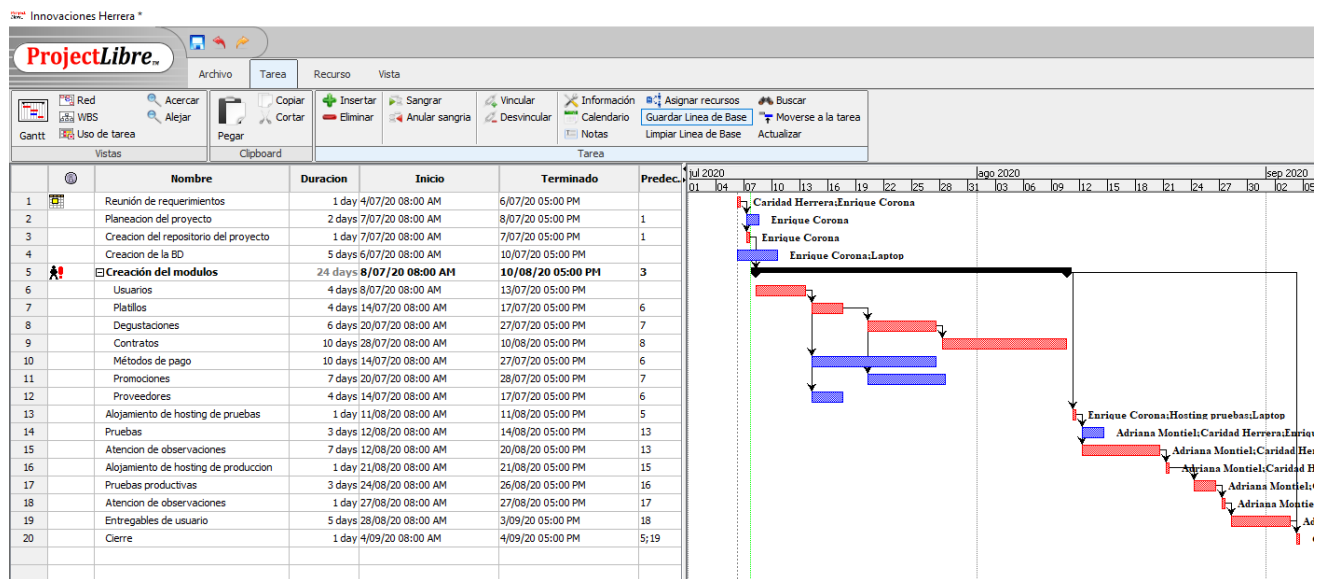 Innovaciones Herrera *
ProjectLibre
Archivo Tarea Recurso Vista
Red Acercar Copiar Insertar Sangrar Vincular Información Asignar recursos Buscar
WBS Alejar Cortar Eliminar Anular sangria Desvincular Calendario Guardar Linea de Base Moverse a la tarea
Gantt Uso de tarea Pegar Notas Limpiar Linea de Base Actualizar
Vistas Clipboard Tarea
Nombre Duracion Inicio Terminado Predec. jul 2020 ago 2020 sep 2020
01 04 07 10 13 16 19 22 25 28 31 03 06 09 12 15 18 21 24 27 30 02 05
1 Reunión de requerimientos 1 day 4/07/20 08:00 AM 6/07/20 05:00 PM Caridad Herrera;Enrique Corona
2 Planeacion del proyecto 2 days 7/07/20 08:00 AM 8/07/20 05:00 PM 1 Enrique Corona
3 Creacion del repositorio del proyecto 1 day 7/07/20 08:00 AM 7/07/20 05:00 PM 1 Enrique Corona
4 Creacion de la BD 5 days 6/07/20 08:00 AM 10/07/20 05:00 PM Enrique Corona;Laptop
5 Creación del modulos 24 days 8/07/20 08:00 AM 10/08/20 05:00 PM 3
6 Usuarios 4 days 8/07/20 08:00 AM 13/07/20 05:00 PM
7 Platillos 4 days 14/07/20 08:00 AM 17/07/20 05:00 PM 6
8 Degustaciones 6 days 20/07/20 08:00 AM 27/07/20 05:00 PM 7
9 Contratos 10 days 28/07/20 08:00 AM 10/08/20 05:00 PM 8
10 Métodos de pago 10 days 14/07/20 08:00 AM 27/07/20 05:00 PM 6
11 Promociones 7 days 20/07/20 08:00 AM 28/07/20 05:00 PM 7
12 Proveedores 4 days 14/07/20 08:00 AM 17/07/20 05:00 PM 6
13 Alojamiento de hosting de pruebas 1 day 11/08/20 08:00 AM 11/08/20 05:00 PM 5 Enrique Corona;Hosting pruebas;Laptop
14 Pruebas 3 days 12/08/20 08:00 AM 14/08/20 05:00 PM 13 Adriana Montiel;Caridad Herrera;Enriqu
15 Atencion de observaciones 7 days 12/08/20 08:00 AM 20/08/20 05:00 PM 13 Adriana Montiel;Caridad Her
16 Alojamiento de hosting de produccion 1 day 21/08/20 08:00 AM 21/08/20 05:00 PM 15 Adriana Montiel;Caridad H
17 Pruebas productivas 3 days 24/08/20 08:00 AM 26/08/20 05:00 PM 16 Adriana Montiel;
18 Atencion de observaciones 1 day 27/08/20 08:00 AM 27/08/20 05:00 PM 17 Adriana Montie
19 Entregables de usuario 5 days 28/08/20 08:00 AM 3/09/20 05:00 PM 18 Ad
20 Cierre 1 day 4/09/20 08:00 AM 4/09/20 05:00 PM 5;19